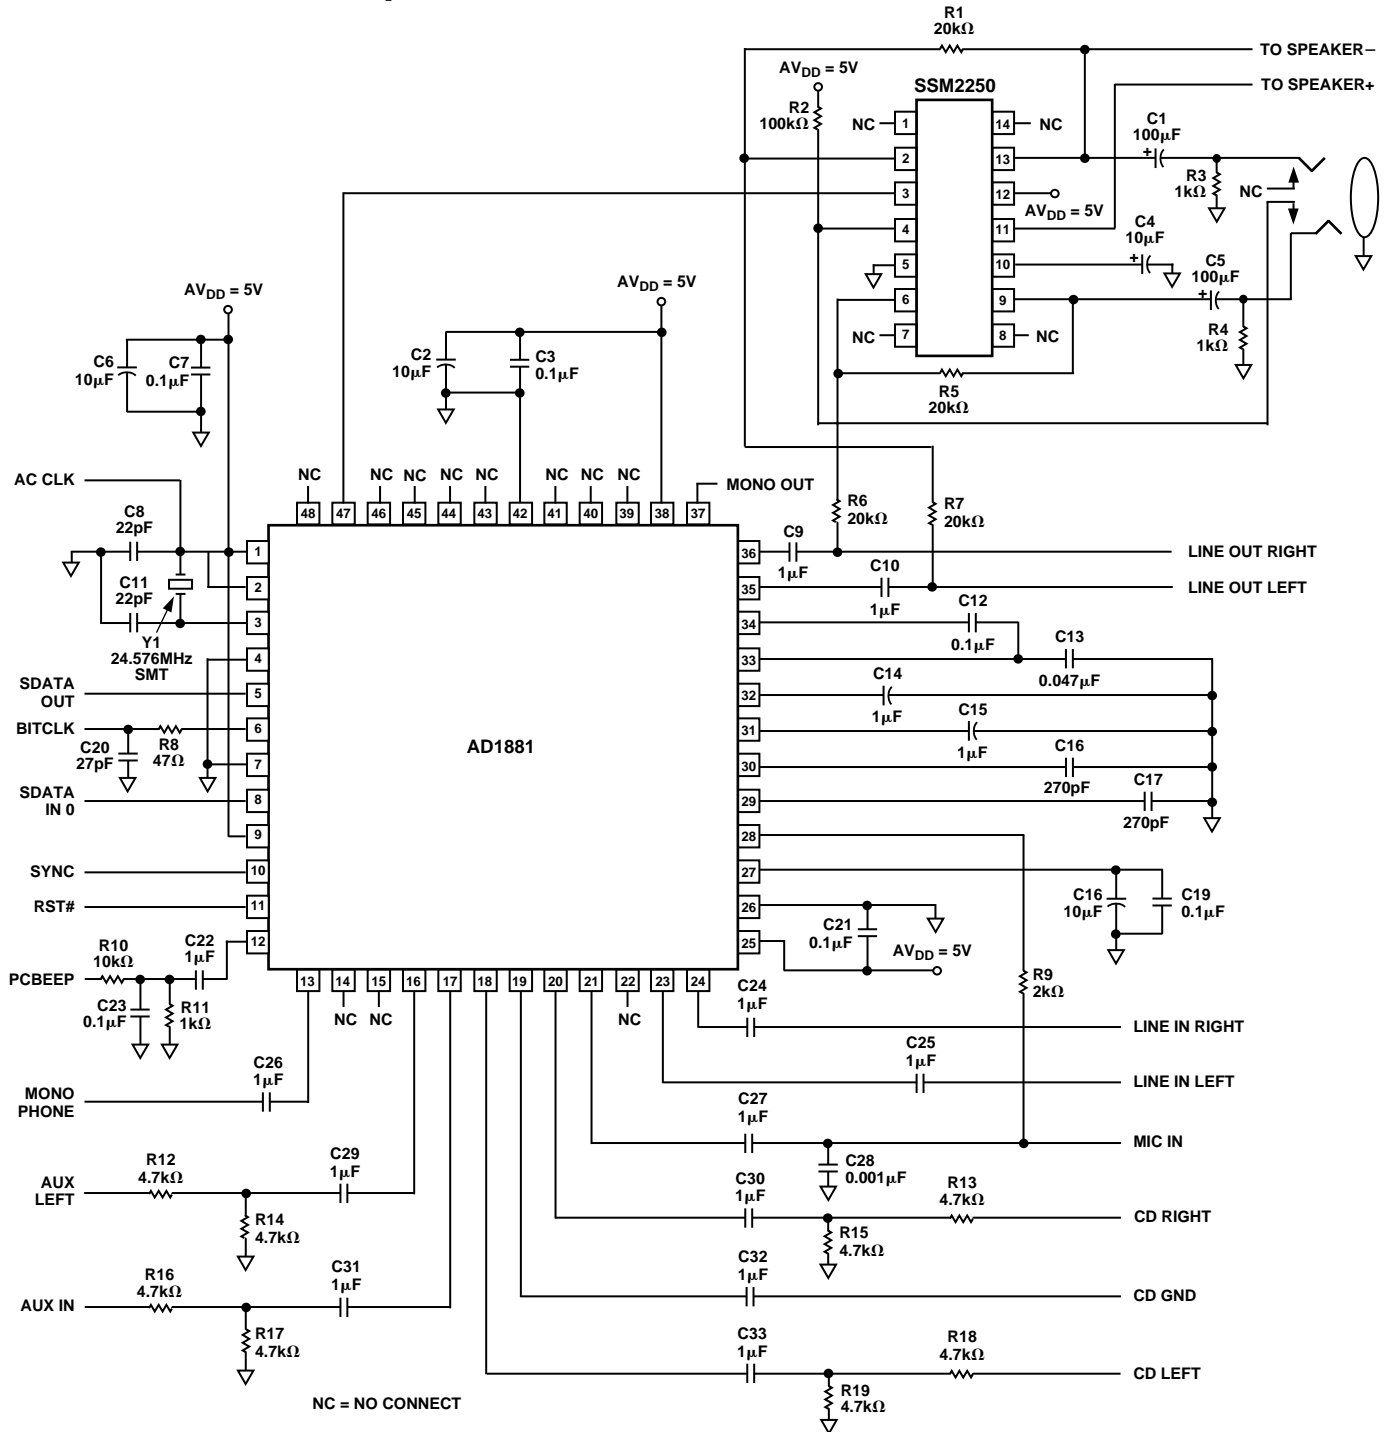 R1
20kΩ
TO SPEAKER−
AVDD = 5V
SSM2250
TO SPEAKER+
R2
100kΩ
NC
1
14
NC
C1
100µF
+
2
13
R3
1kΩ
NC
3
12
AVDD = 5V
4
11
C4
10µF
+
5
10
C5
100µF
+
6
9
R4
1kΩ
NC
7
8
NC
R5
20kΩ
AVDD = 5V
AVDD = 5V
C6
10µF
C7
0.1µF
C2
10µF
C3
0.1µF
AC CLK
NC
NC
NC
NC
NC
NC
NC
NC
MONO OUT
48
47
46
45
44
43
42
41
40
39
38
37
R6
20kΩ
R7
20kΩ
C8
22pF
C11
22pF
Y1
24.576MHz
SMT
1
2
3
4
5
6
7
8
9
10
11
12
SDATA
OUT
BITCLK
C20
27pF
R8
47Ω
SDATA
IN 0
SYNC
RST#
PCBEEP
R10
10kΩ
C22
1µF
C23
0.1µF
R11
1kΩ
AD1881
36
35
34
33
32
31
30
29
28
27
26
25
C9
1µF
LINE OUT RIGHT
C10
1µF
LINE OUT LEFT
C12
0.1µF
C13
0.047µF
C14
1µF
C15
1µF
C16
270pF
C17
270pF
C16
10µF
C19
0.1µF
C21
0.1µF
AVDD = 5V
R9
2kΩ
13
14
15
16
17
18
19
20
21
22
23
24
NC
NC
NC
C24
1µF
LINE IN RIGHT
C25
1µF
LINE IN LEFT
MONO
PHONE
C26
1µF
C27
1µF
MIC IN
C28
0.001µF
AUX
LEFT
R12
4.7kΩ
C29
1µF
R14
4.7kΩ
C30
1µF
R13
4.7kΩ
CD RIGHT
R15
4.7kΩ
AUX IN
R16
4.7kΩ
C31
1µF
R17
4.7kΩ
C32
1µF
CD GND
C33
1µF
R18
4.7kΩ
CD LEFT
R19
4.7kΩ
NC = NO CONNECT